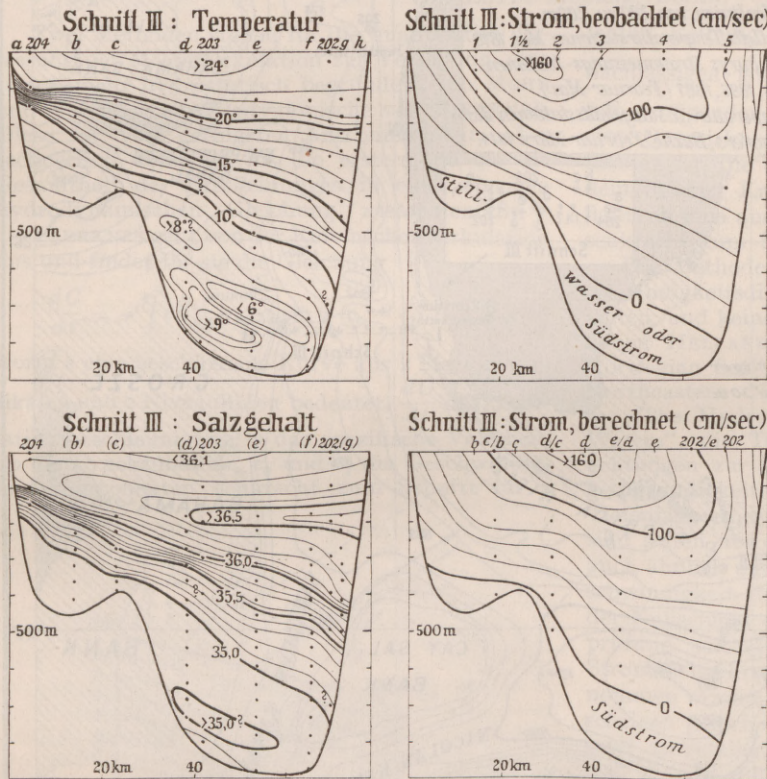 Schnitt III : Temperatur
a 204 b c d 203 e f 202 g h
>24°
20°
15°
?
10°
>8°?
500 m
?
<6°
>9°
20 km 40
Schnitt III : Strom, beobachtet (cm/sec)
1 1½ 2 3 4 5
>160
100
Still-
500 m
0
Wasser oder
Südstrom
20 km 40
Schnitt III : Salzgehalt
204 (b) (c) (d) 203 (e) (f) 202 (g)
<36,1
>36,5
36,0
?
35,5
500 m
35,0
?
>35,0?
20 km
Schnitt III : Strom, berechnet (cm/sec)
b c/b c d/c d e/d e 202/e 202
>160
100
500 m
0
Südstrom
20 km 40